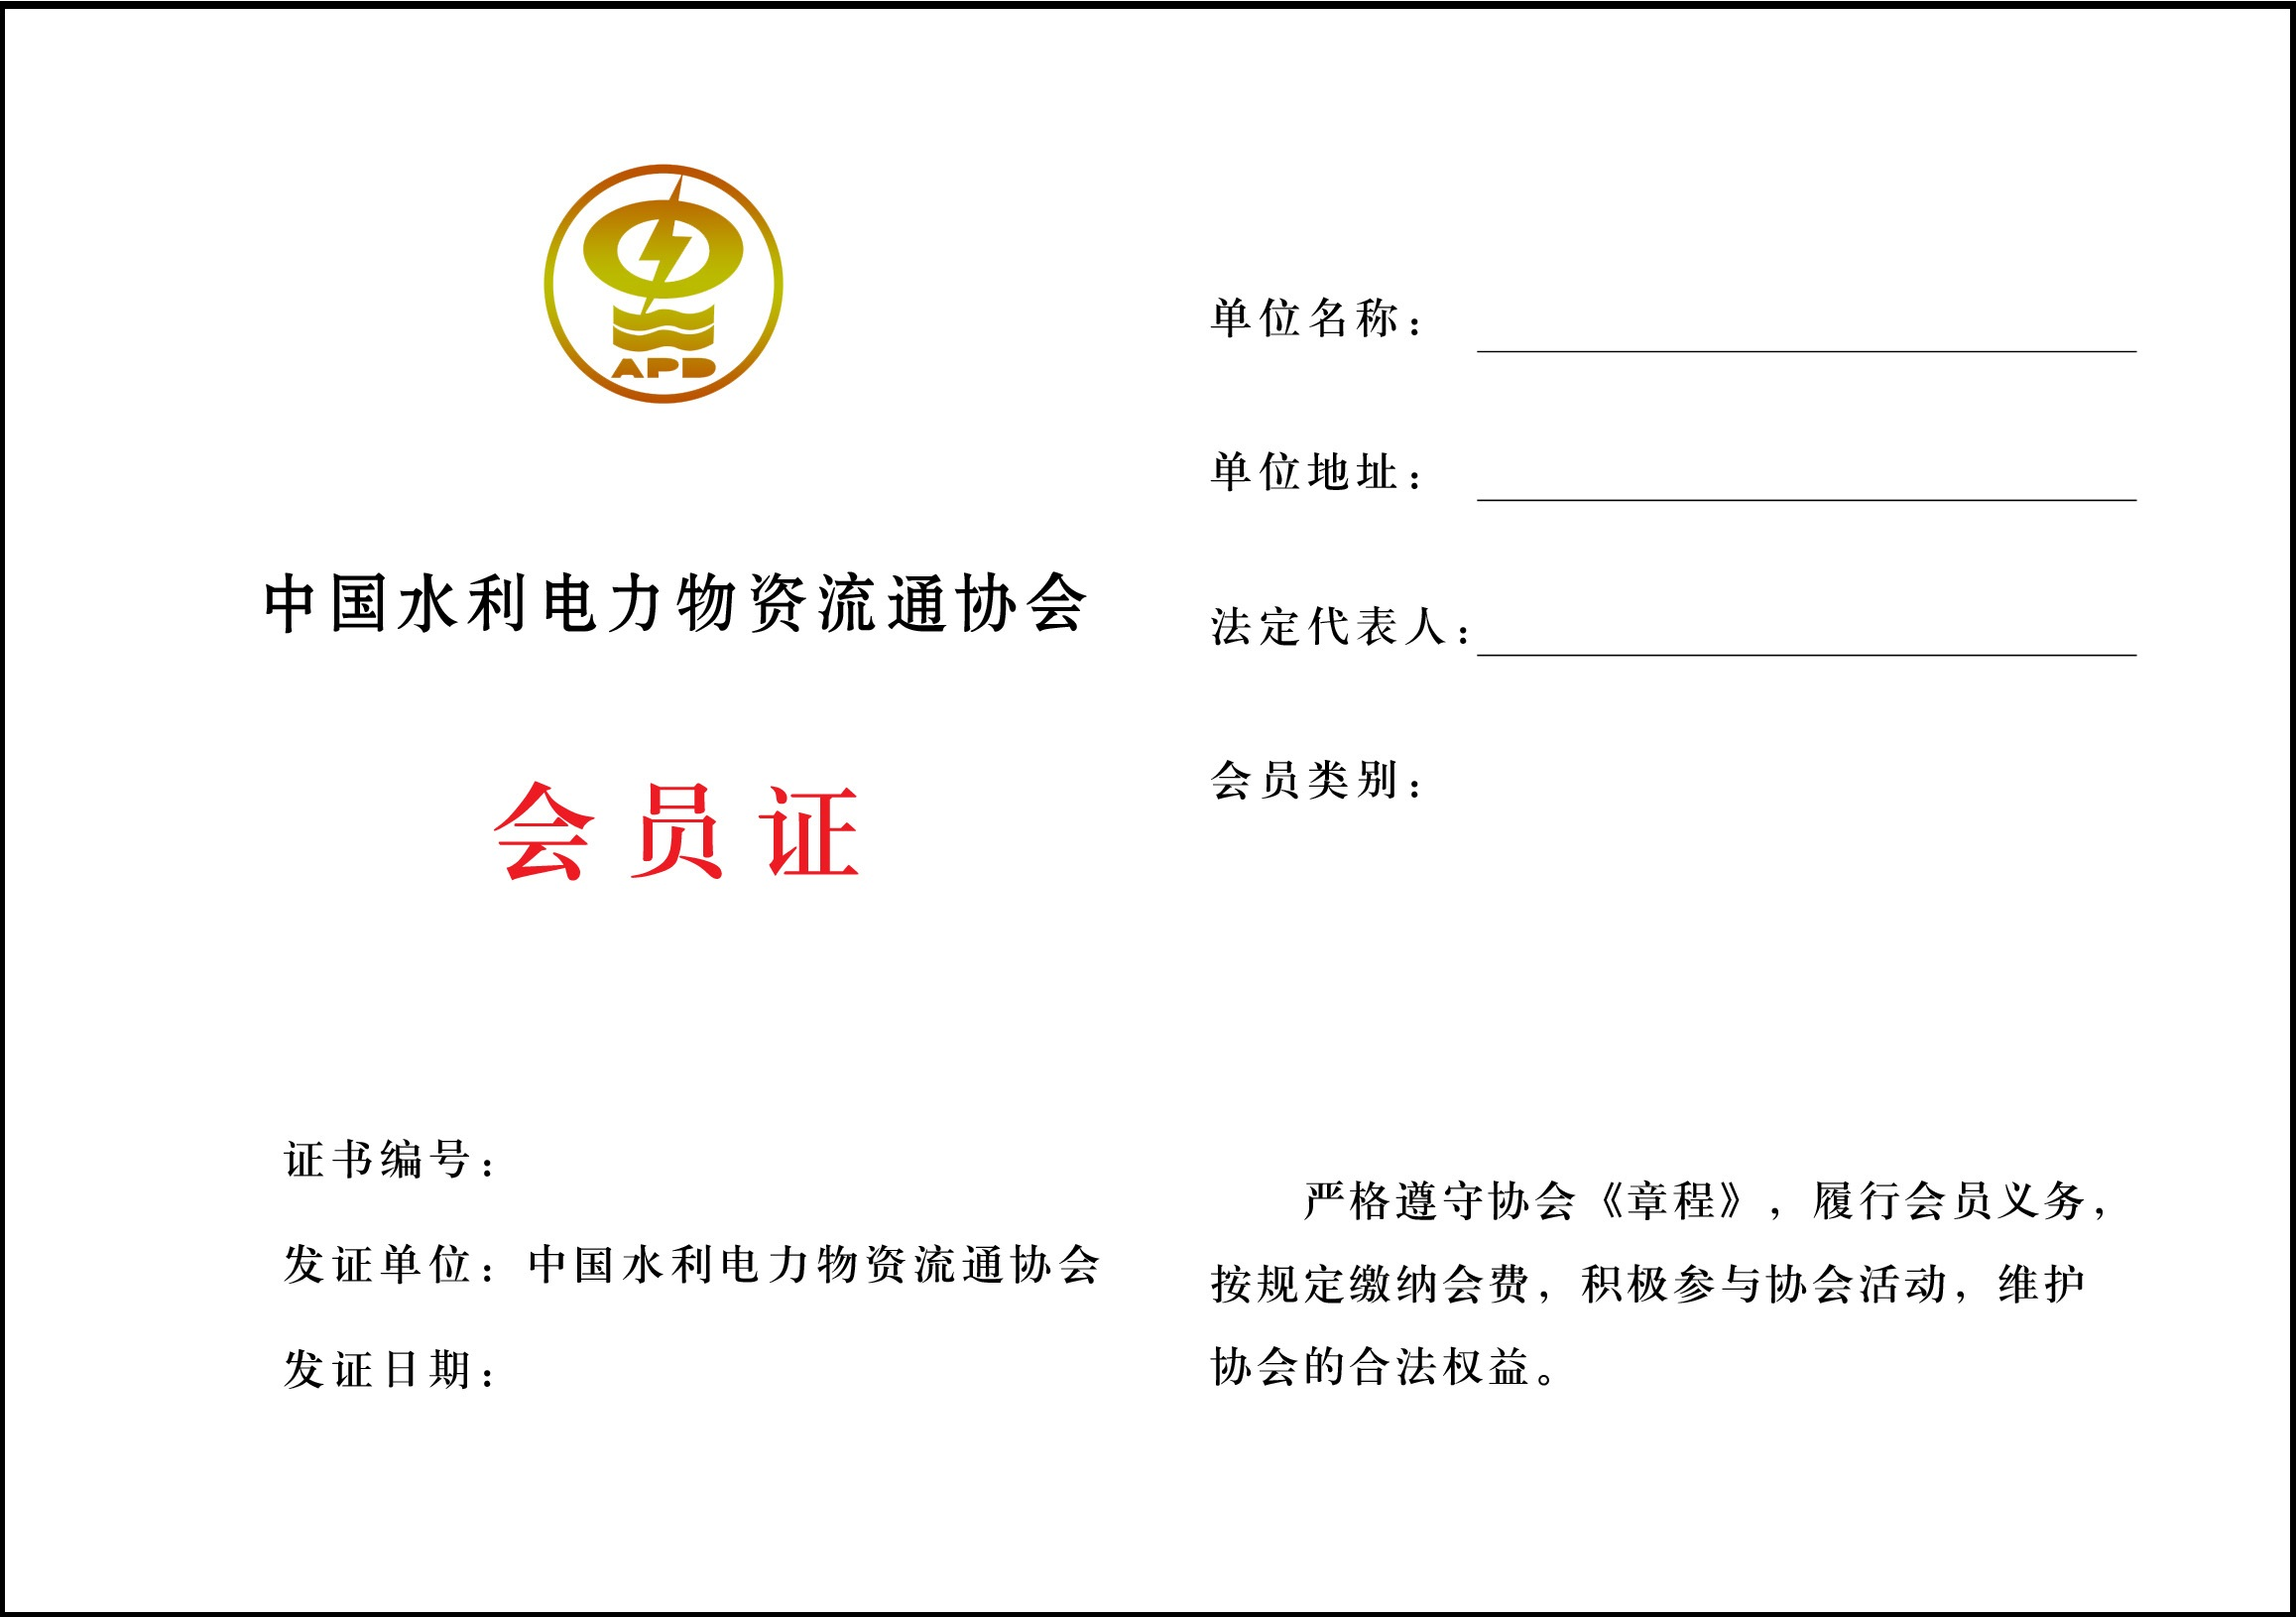 APD
中国水利电力物资流通协会
会员证
证书编号：
发证单位：中国水利电力物资流通协会
发证日期：
单位名称：
单位地址：
法定代表人：
会员类别：
严格遵守协会《章程》，履行会员义务，
按规定缴纳会费，积极参与协会活动，维护
协会的合法权益。